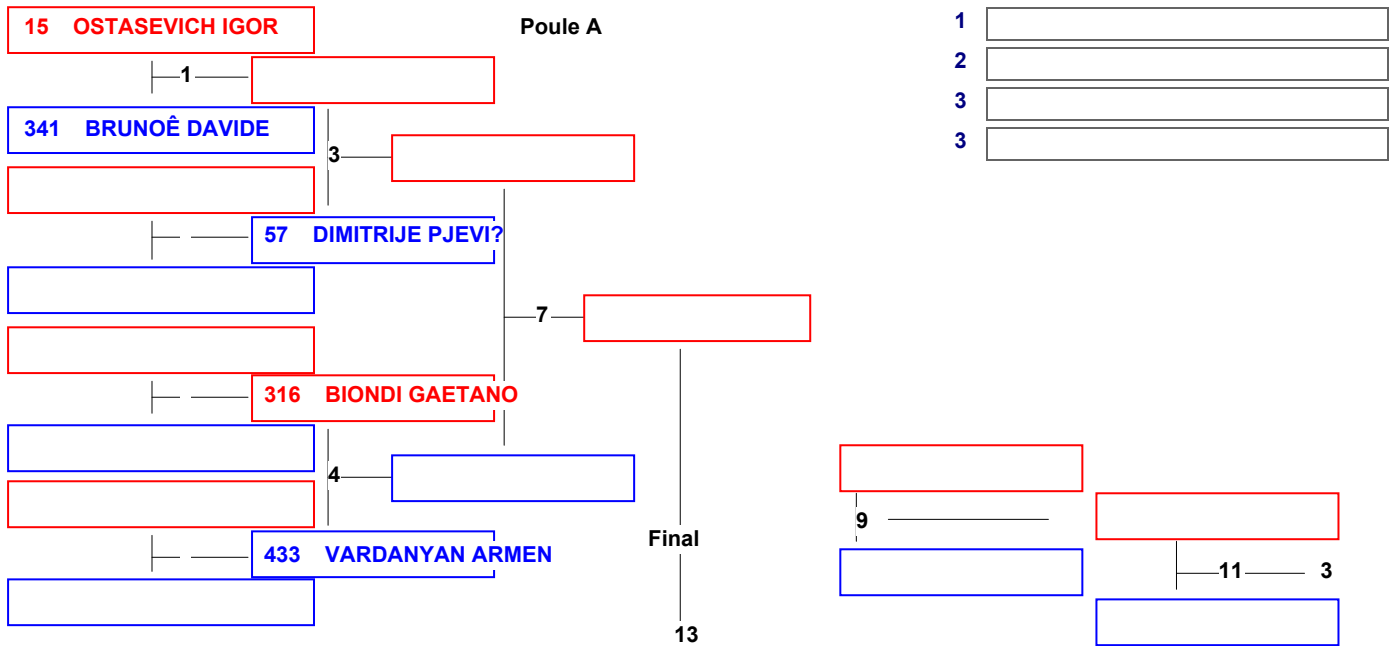 15 OSTASEVICH IGOR
Poule A
1
1
2
341 BRUNOÊ DAVIDE
3
3
3
57 DIMITRIJE PJEVI?
7
316 BIONDI GAETANO
4
9
Final
433 VARDANYAN ARMEN
11 3
13